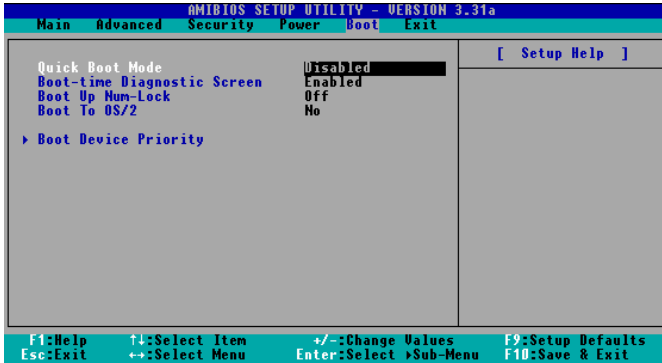 AMIBIOS SETUP UTILITY - VERSION 3.31a
Main Advanced Security Power Boot Exit
[ Setup Help ]
Quick Boot Mode Disabled
Boot-time Diagnostic Screen Enabled
Boot Up Num-Lock Off
Boot To OS/2 No
▸ Boot Device Priority
F1:Help ↑↓:Select Item +/-:Change Values F9:Setup Defaults
Esc:Exit ↔:Select Menu Enter:Select ▸Sub-Menu F10:Save & Exit